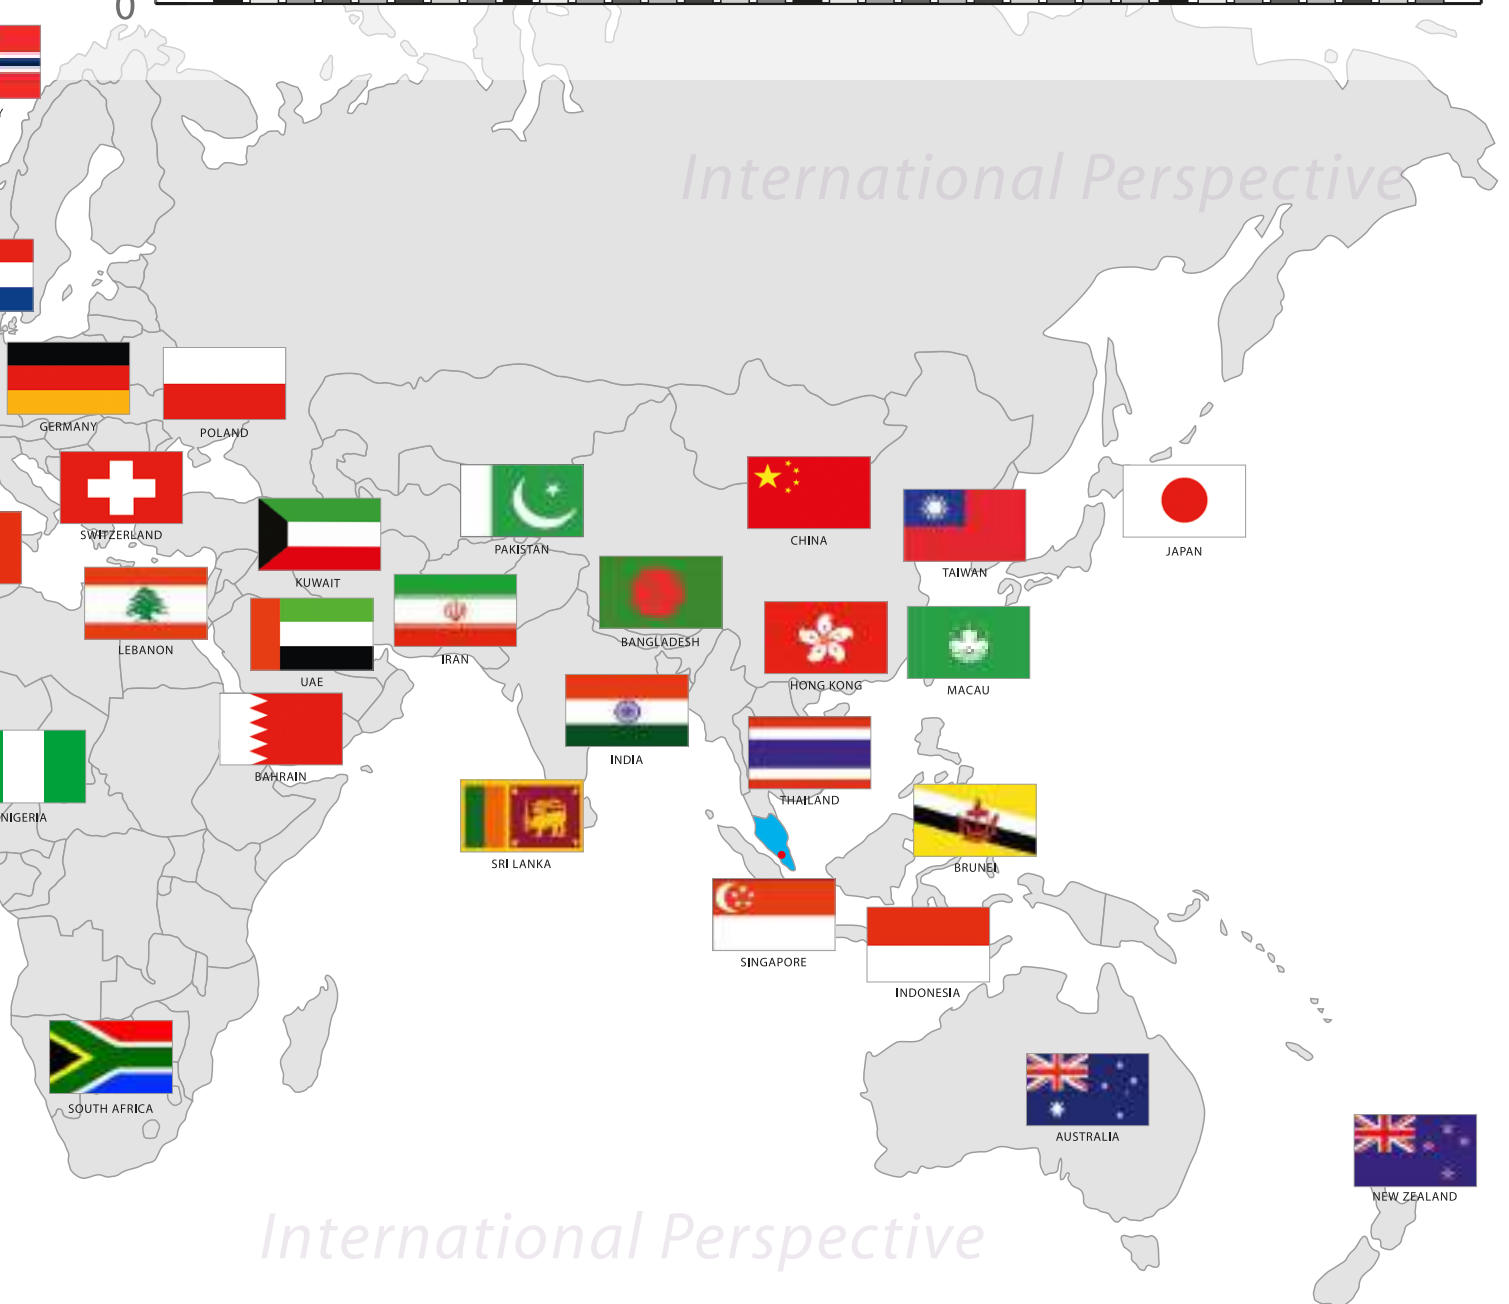 0
Y
International Perspective
GERMANY
POLAND
SWITZERLAND
PAKISTAN
CHINA
JAPAN
TAIWAN
KUWAIT
LEBANON
BANGLADESH
IRAN
UAE
HONG KONG
MACAU
INDIA
BAHRAIN
THAILAND
NIGERIA
SRI LANKA
BRUNEI
SINGAPORE
INDONESIA
SOUTH AFRICA
AUSTRALIA
NEW ZEALAND
International Perspective